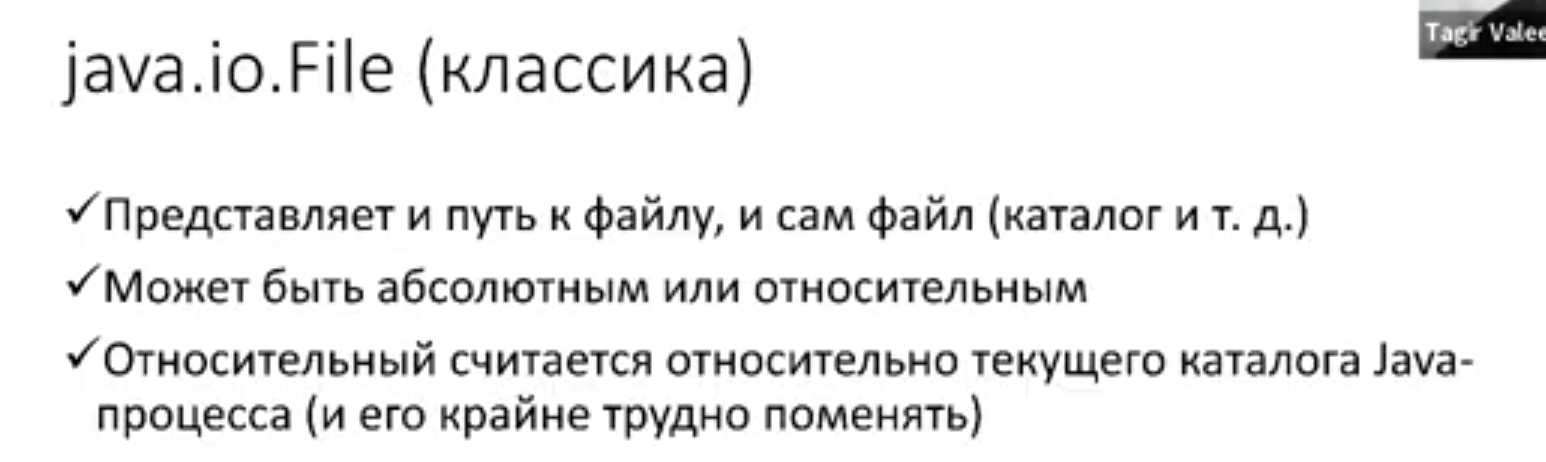 Tagir Valee
java.io.File (классика)
✓Представляет и путь к файлу, и сам файл (каталог и т. д.)
✓Может быть абсолютным или относительным
✓Относительный считается относительно текущего каталога Java-
процесса (и его крайне трудно поменять)